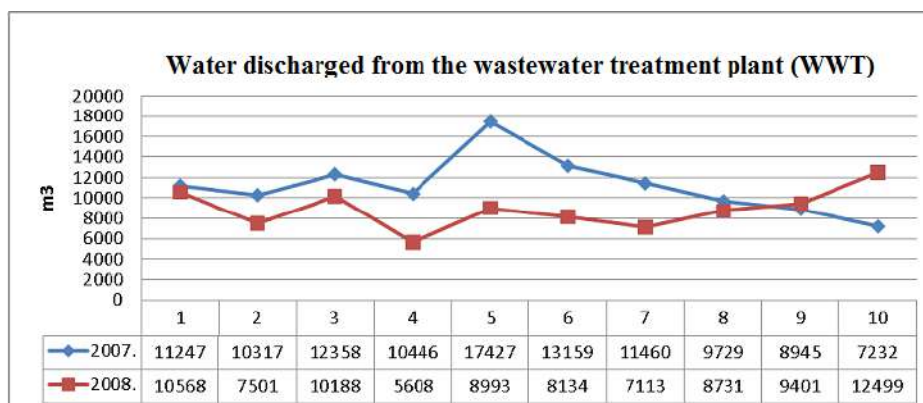 Water discharged from the wastewater treatment plant (WWT)
20000
18000
16000
14000
12000
10000
8000
6000
4000
2000
0
m3
1 2 3 4 5 6 7 8 9 10
2007. 11247 10317 12358 10446 17427 13159 11460 9729 8945 7232
2008. 10568 7501 10188 5608 8993 8134 7113 8731 9401 12499